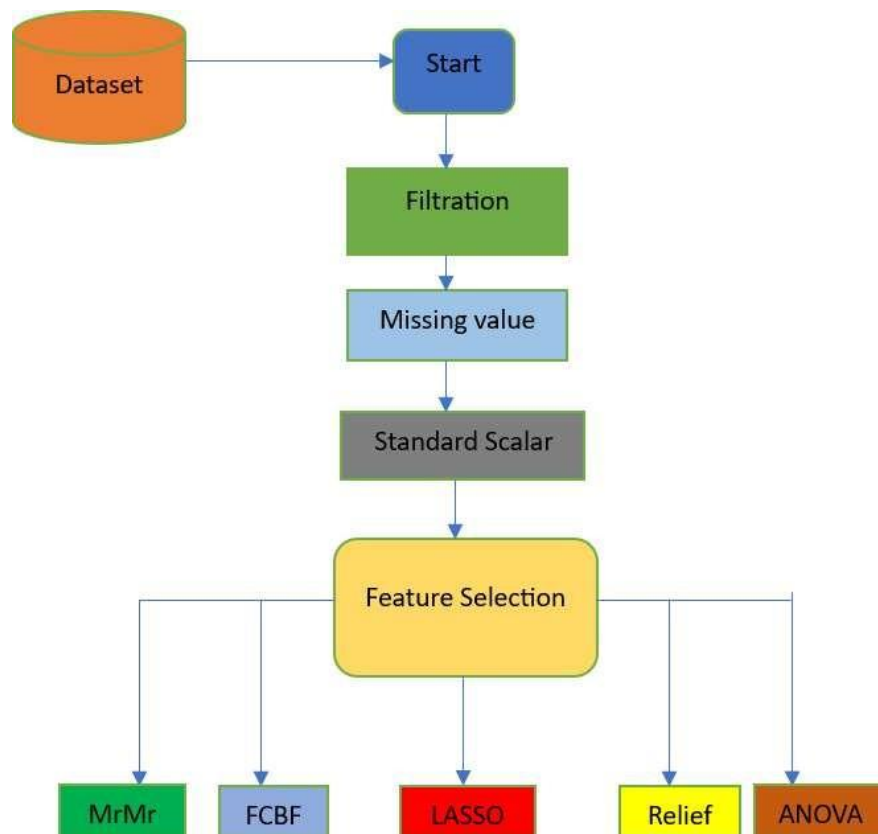 Dataset
Start
Filtration
Missing value
Standard Scalar
Feature Selection
MrMr
FCBF
LASSO
Relief
ANOVA